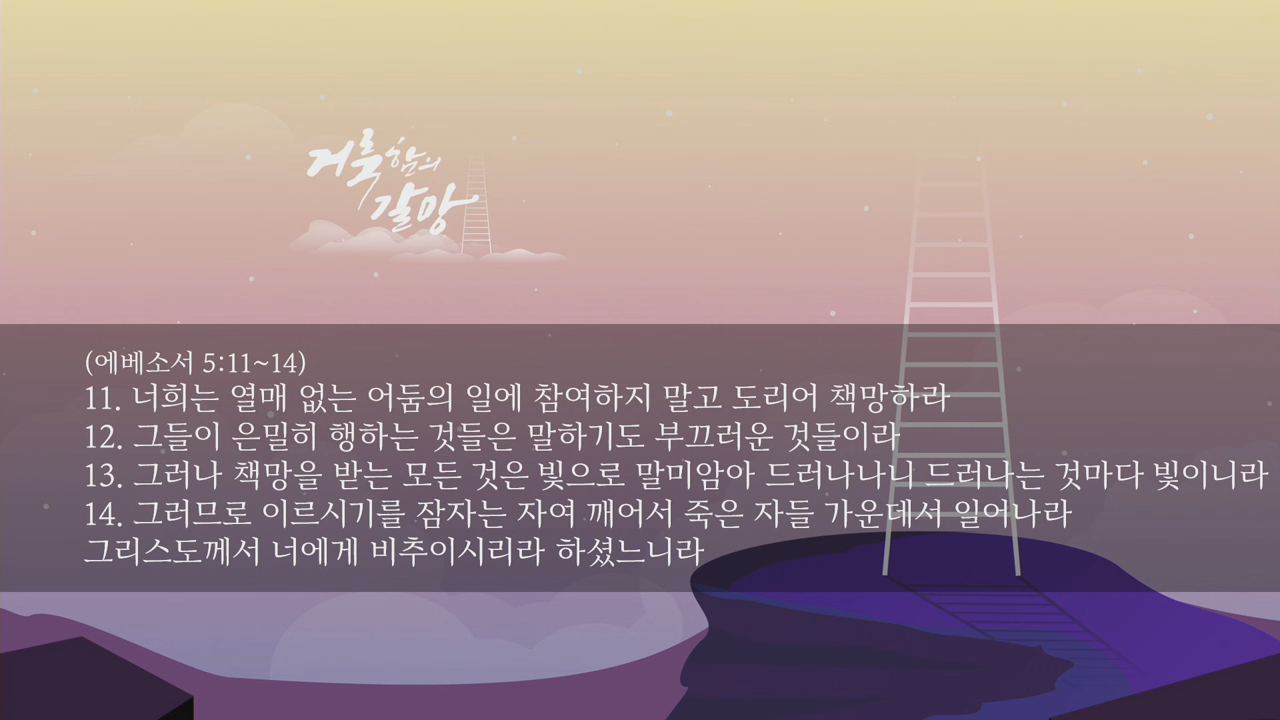 거룩함의
갈망
(에베소서 5:11~14)
11. 너희는 열매 없는 어둠의 일에 참여하지 말고 도리어 책망하라
12. 그들이 은밀히 행하는 것들은 말하기도 부끄러운 것들이라
13. 그러나 책망을 받는 모든 것은 빛으로 말미암아 드러나나니 드러나는 것마다 빛이니라
14. 그러므로 이르시기를 잠자는 자여 깨어서 죽은 자들 가운데서 일어나라
그리스도께서 너에게 비추이시리라 하셨느니라